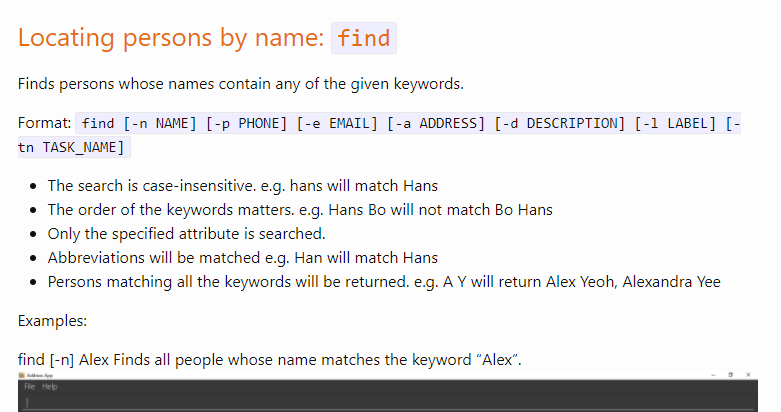 Locating persons by name: find
Finds persons whose names contain any of the given keywords.
Format: find [-n NAME] [-p PHONE] [-e EMAIL] [-a ADDRESS] [-d DESCRIPTION] [-l LABEL] [-
tn TASK_NAME]
The search is case-insensitive. e.g. hans will match Hans
The order of the keywords matters. e.g. Hans Bo will not match Bo Hans
Only the specified attribute is searched.
Abbreviations will be matched e.g. Han will match Hans
Persons matching all the keywords will be returned. e.g. A Y will return Alex Yeoh, Alexandra Yee
Examples:
find [-n] Alex Finds all people whose name matches the keyword “Alex”.
Address App
File Help